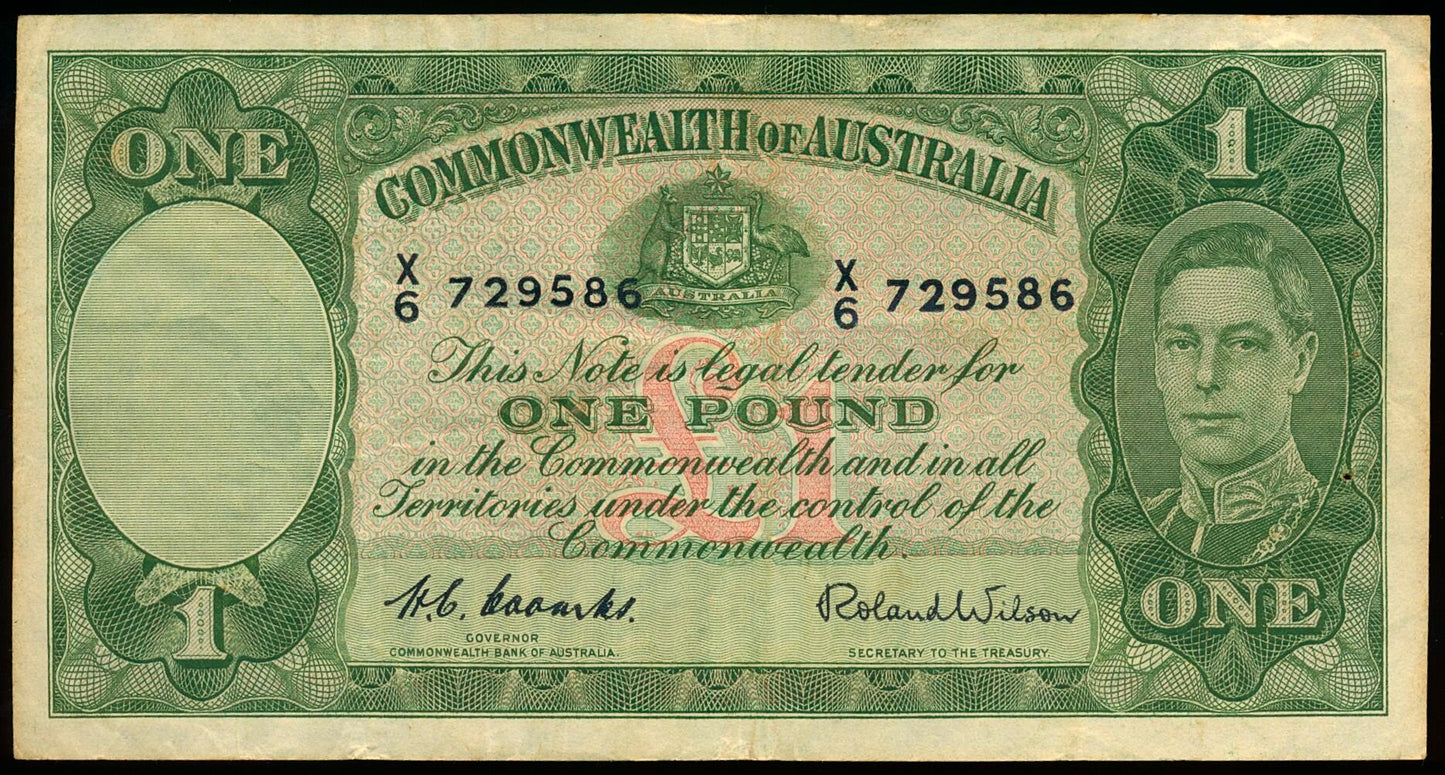 ONE
COMMONWEALTH OF AUSTRALIA
1
AUSTRALIA
X/6 729586
X/6 729586
This Note is legal tender for
£1
ONE POUND
in the Commonwealth and in all
Territories under the control of the
Commonwealth.
H.C. Coombs.
GOVERNOR
COMMONWEALTH BANK OF AUSTRALIA.
Roland Wilson
SECRETARY TO THE TREASURY.
1
ONE